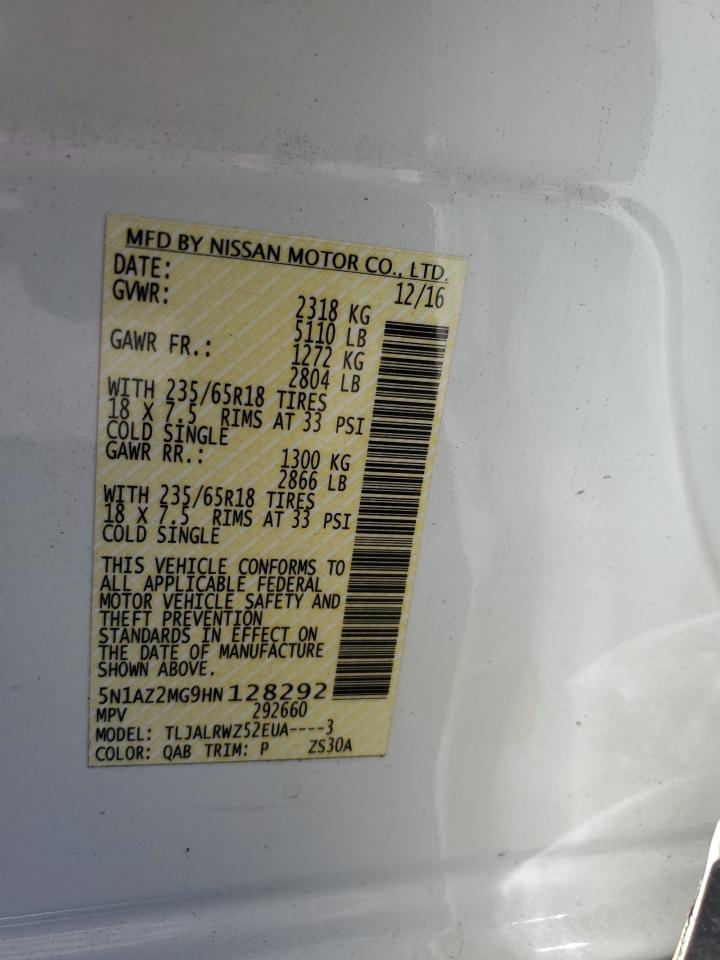 MFD BY NISSAN MOTOR CO., LTD.
DATE: 12/16
GVWR: 2318 KG
5110 LB
GAWR FR.: 1272 KG
2804 LB
WITH 235/65R18 TIRES
18 X 7.5 RIMS AT 33 PSI
COLD SINGLE
GAWR RR.: 1300 KG
2866 LB
WITH 235/65R18 TIRES
18 X 7.5 RIMS AT 33 PSI
COLD SINGLE
THIS VEHICLE CONFORMS TO
ALL APPLICABLE FEDERAL
MOTOR VEHICLE SAFETY AND
THEFT PREVENTION
STANDARDS IN EFFECT ON
THE DATE OF MANUFACTURE
SHOWN ABOVE.
5N1AZ2MG9HN128292
MPV 292660
MODEL: TLJALRWZ52EUA----3
COLOR: QAB TRIM: P ZS30A